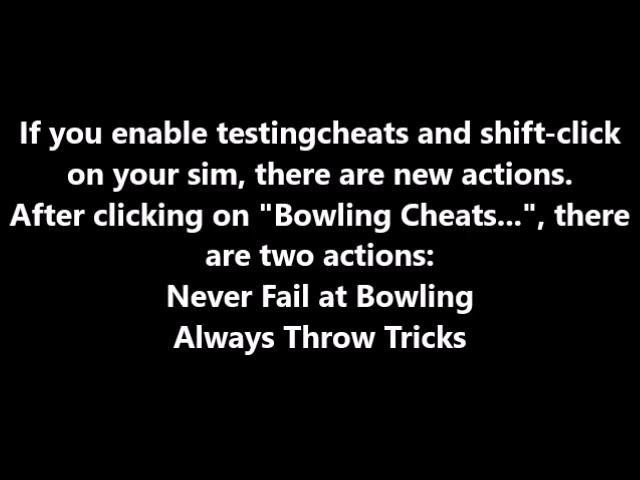 If you enable testingcheats and shift-click
on your sim, there are new actions.
After clicking on "Bowling Cheats...", there
are two actions:
Never Fail at Bowling
Always Throw Tricks